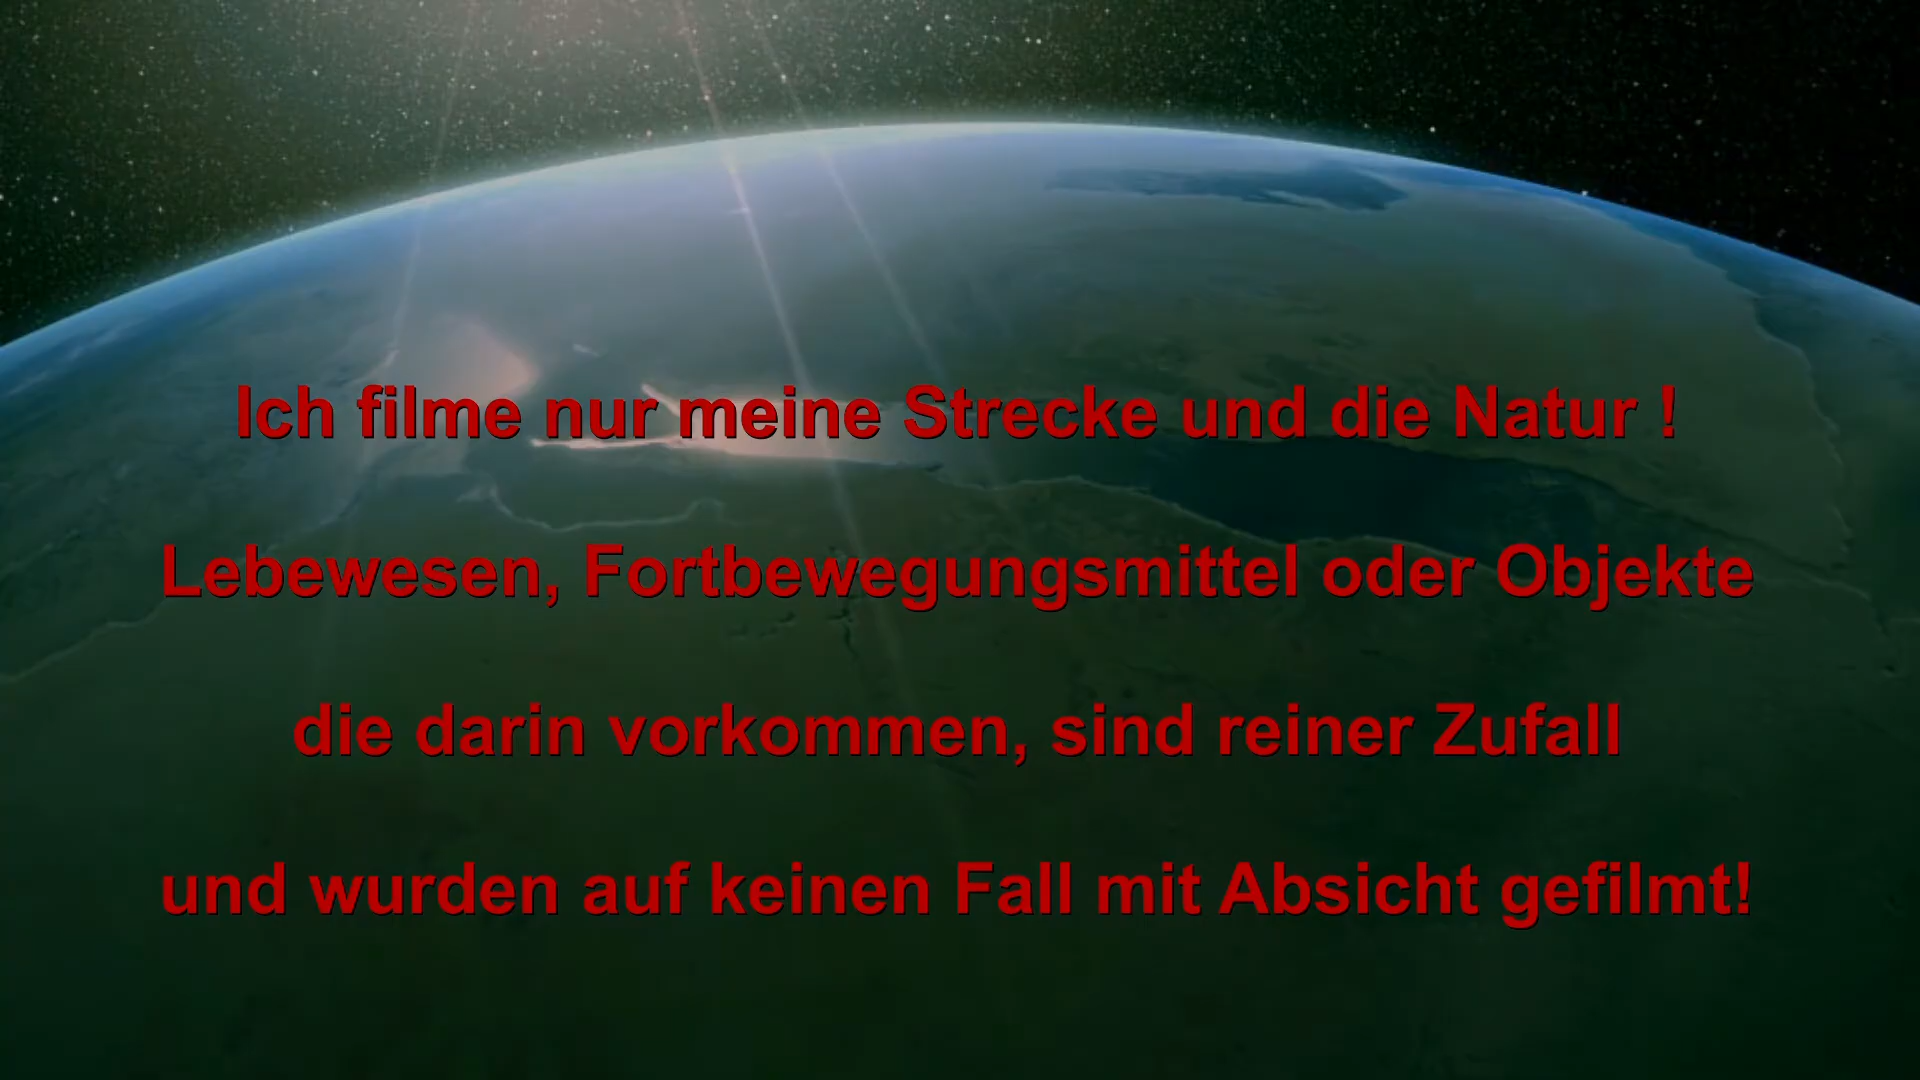 Ich filme nur meine Strecke und die Natur !
Lebewesen, Fortbewegungsmittel oder Objekte
die darin vorkommen, sind reiner Zufall
und wurden auf keinen Fall mit Absicht gefilmt!